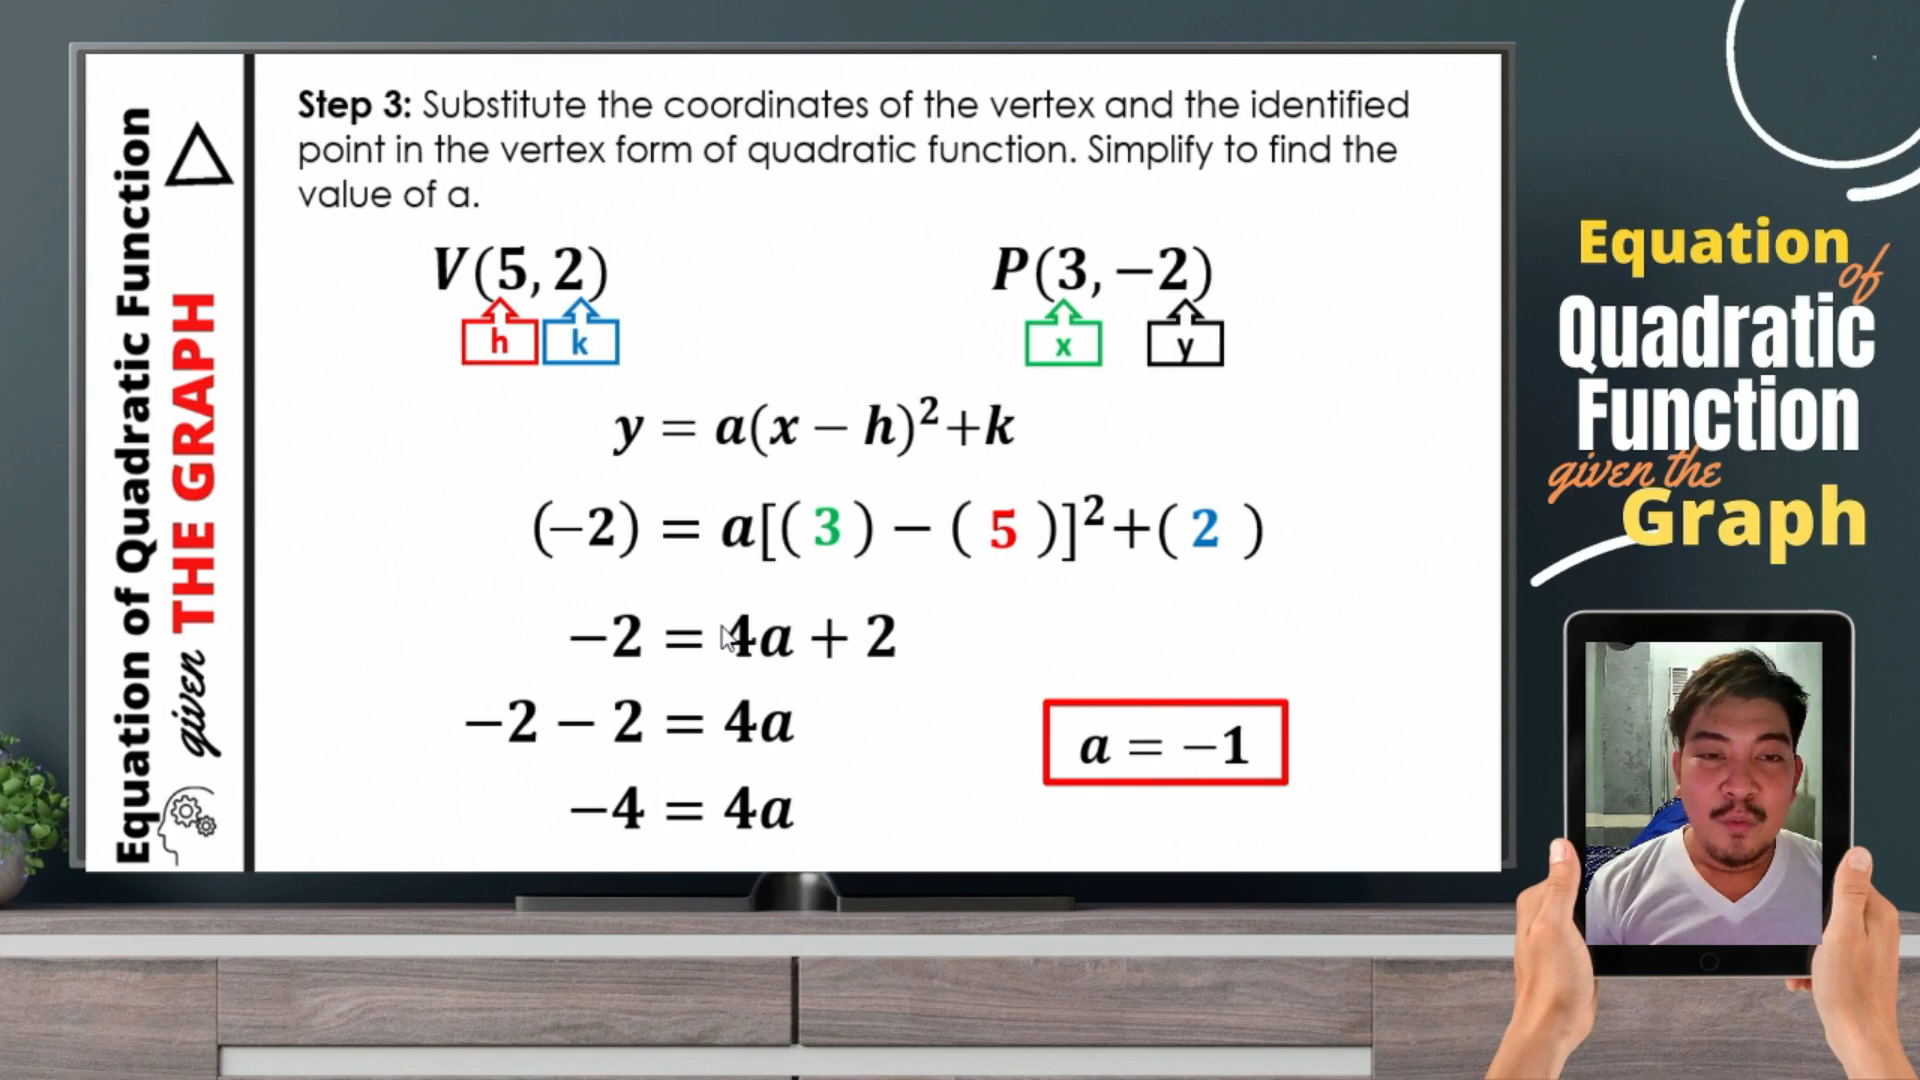 Equation of Quadratic Function
given THE GRAPH
Step 3: Substitute the coordinates of the vertex and the identified
point in the vertex form of quadratic function. Simplify to find the
value of a.
V(5, 2)
P(3, −2)
h
k
x
y
y = a(x − h)²+k
(−2) = a[( 3 ) − ( 5 )]²+( 2 )
−2 = 4a + 2
−2 − 2 = 4a
−4 = 4a
a = −1
Equation
of
Quadratic
Function
given the
Graph